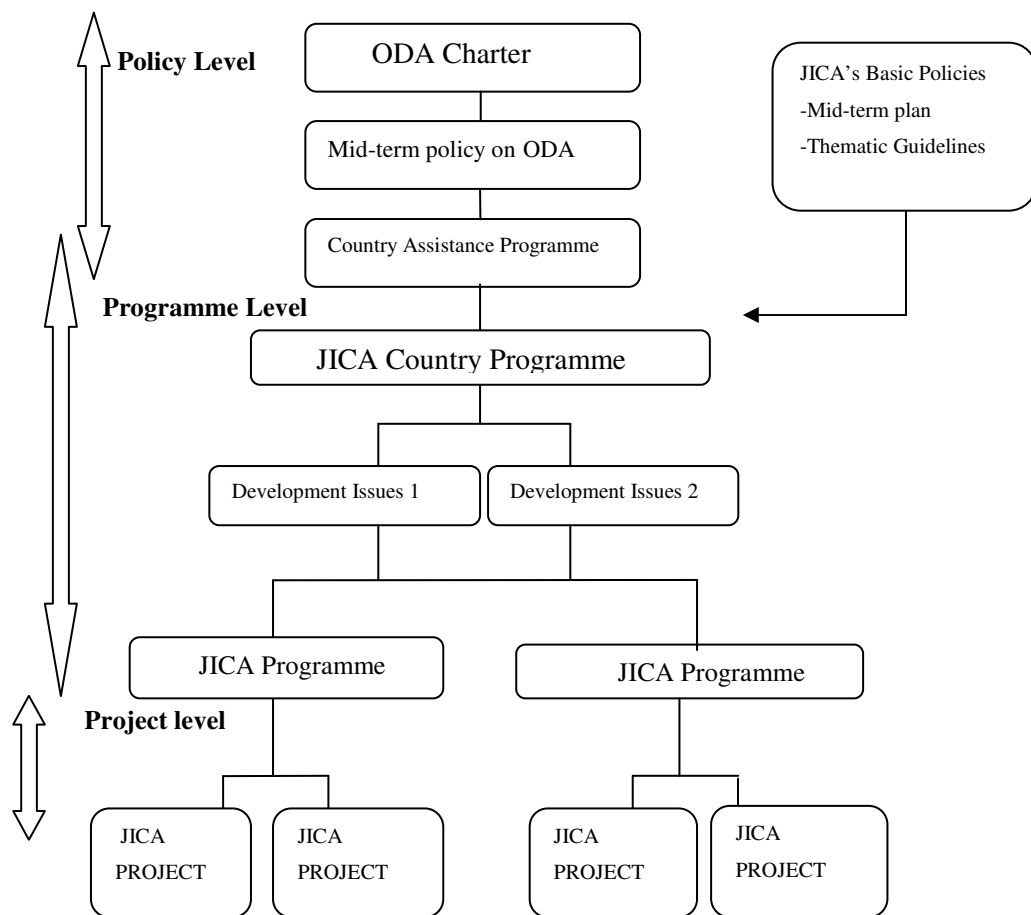 Policy Level
ODA Charter
JICA's Basic Policies
-Mid-term plan
-Thematic Guidelines
Mid-term policy on ODA
Country Assistance Programme
Programme Level
JICA Country Programme
Development Issues 1
Development Issues 2
JICA Programme
JICA Programme
Project level
JICA
PROJECT
JICA
PROJECT
JICA
PROJECT
JICA
PROJECT